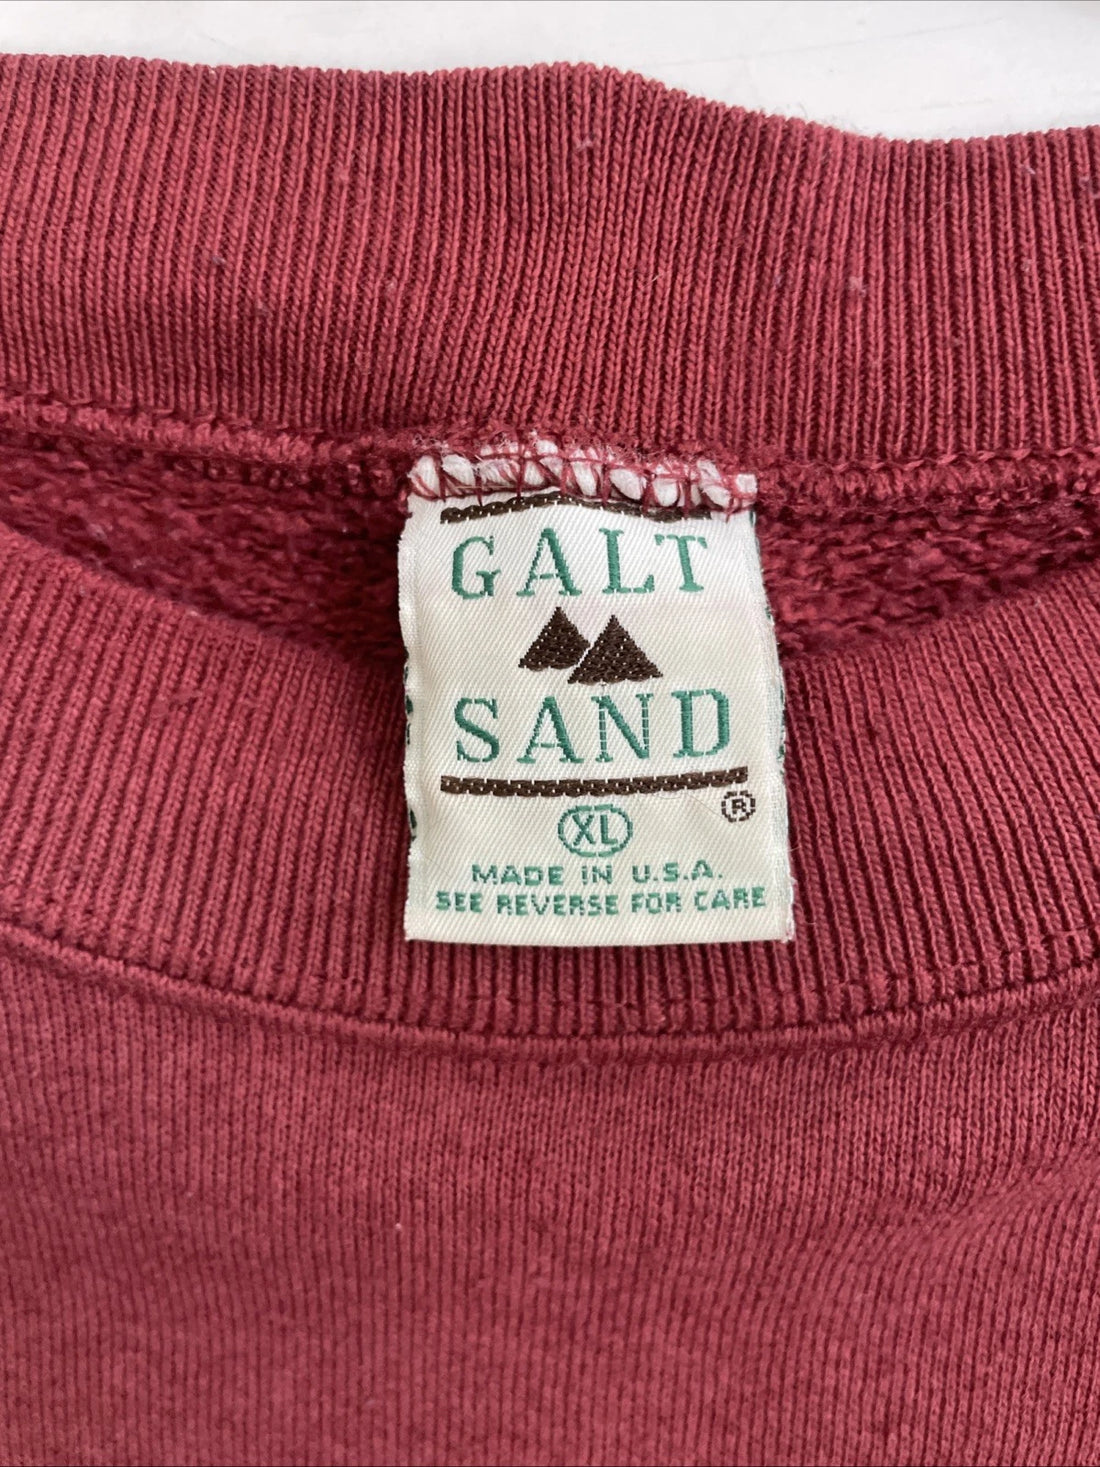 GALT
SAND
®
XL
MADE IN U.S.A.
SEE REVERSE FOR CARE